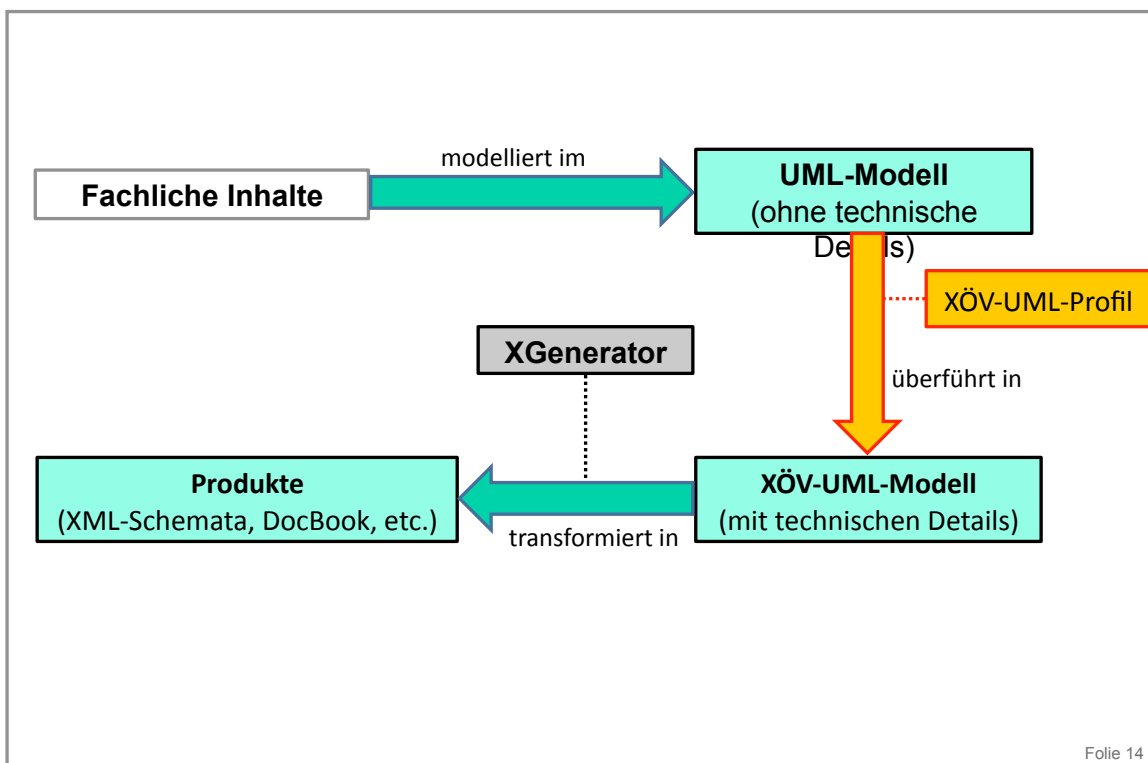 modelliert im
Fachliche Inhalte
UML-Modell
(ohne technische
Details)
XÖV-UML-Profil
XGenerator
überführt in
Produkte
(XML-Schemata, DocBook, etc.)
XÖV-UML-Modell
(mit technischen Details)
transformiert in
Folie 14